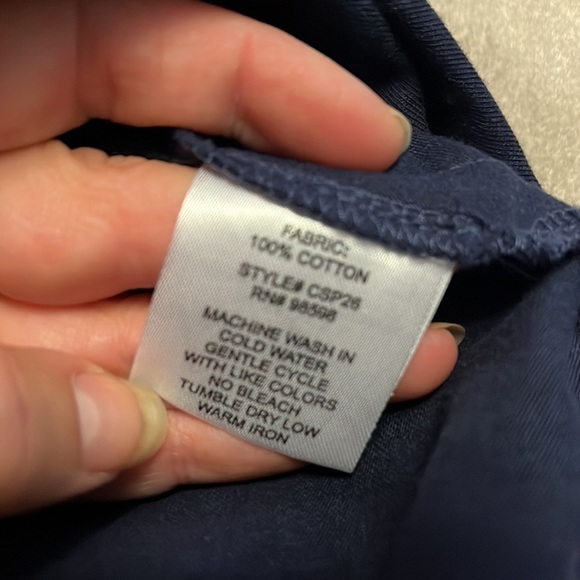 FABRIC:
100% COTTON
STYLE# CSP26
RN# 98598
MACHINE WASH IN
COLD WATER
GENTLE CYCLE
WITH LIKE COLORS
NO BLEACH
TUMBLE DRY LOW
WARM IRON